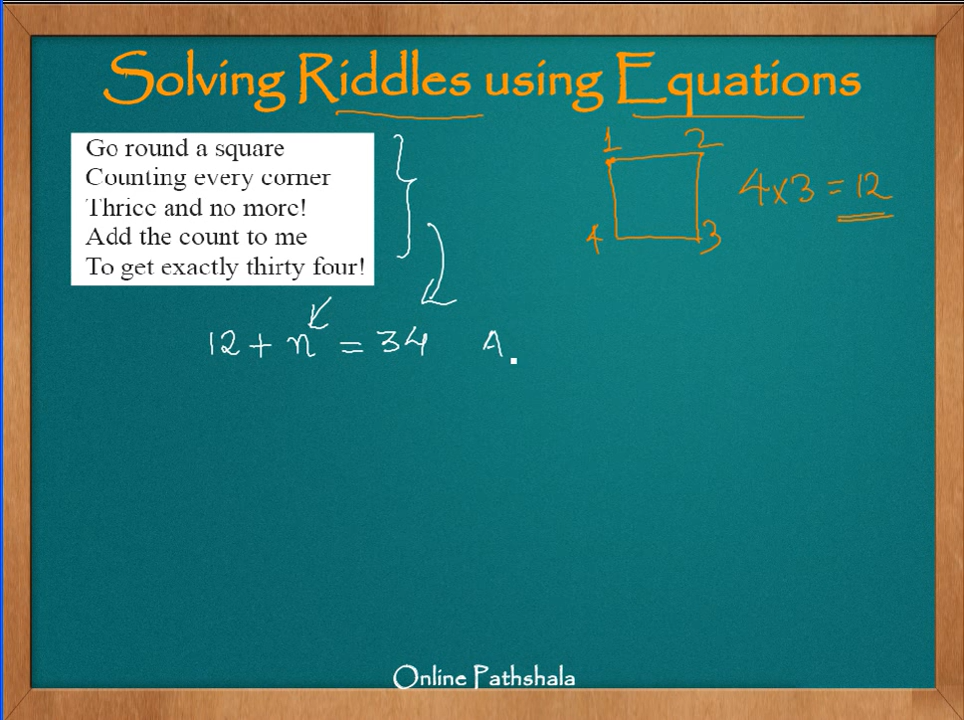 Solving Riddles using Equations
Go round a square
Counting every corner
Thrice and no more!
Add the count to me
To get exactly thirty four!
1 2
4 3
4x3 = 12
12 + n = 34 A
Online Pathshala